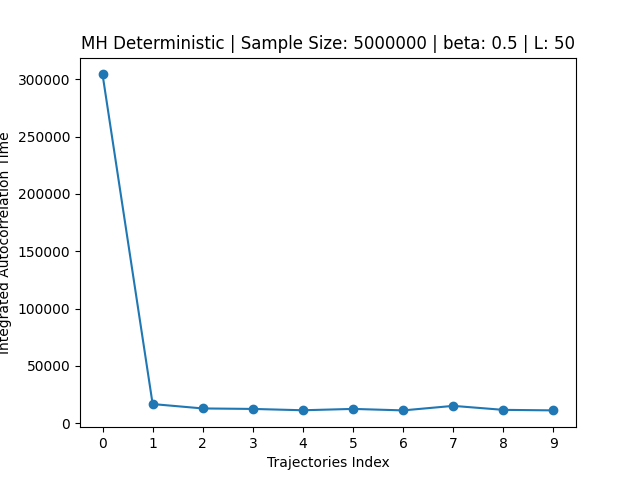 MH Deterministic | Sample Size: 5000000 | beta: 0.5 | L: 50
300000
250000
200000
150000
100000
50000
0
Integrated Autocorrelation Time
0 1 2 3 4 5 6 7 8 9
Trajectories Index